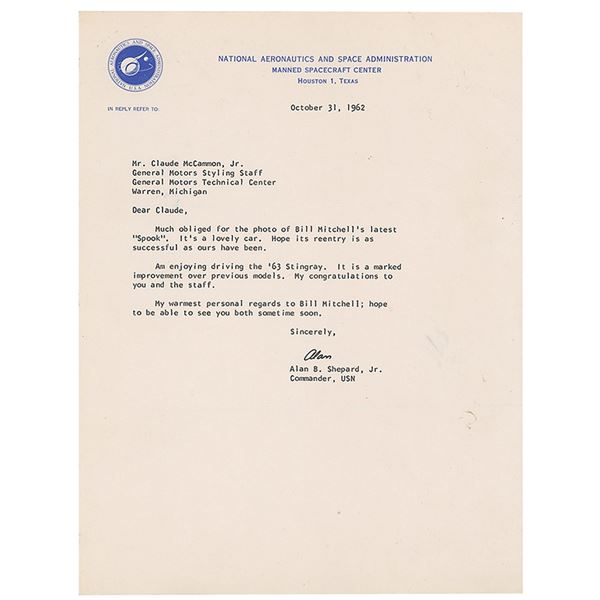 NATIONAL AERONAUTICS AND SPACE ADMINISTRATION
MANNED SPACECRAFT CENTER
HOUSTON 1, TEXAS
IN REPLY REFER TO:
October 31, 1962
Mr. Claude McCammon, Jr.
General Motors Styling Staff
General Motors Technical Center
Warren, Michigan
Dear Claude,
Much obliged for the photo of Bill Mitchell's latest
"Spook". It's a lovely car. Hope its reentry is as
successful as ours have been.
Am enjoying driving the '63 Stingray. It is a marked
improvement over previous models. My congratulations to
you and the staff.
My warmest personal regards to Bill Mitchell; hope
to be able to see you both sometime soon.
Sincerely,
Alan
Alan B. Shepard, Jr.
Commander, USN
NATIONAL AERONAUTICS AND SPACE ADMINISTRATION
U.S.A.